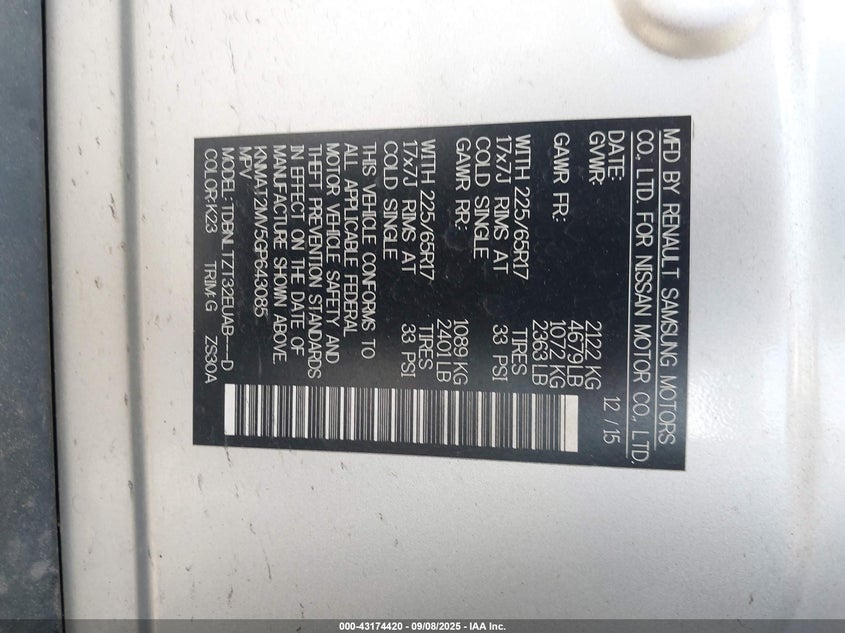 MFD BY RENAULT SAMSUNG MOTORS
CO., LTD. FOR NISSAN MOTOR CO., LTD.
DATE: 12 /15
GVWR: 2122 KG
4679LB
GAWR FR: 1072 KG
2363 LB
WITH 225/65R17 TIRES
17x7J RIMS AT 33 PSI
COLD SINGLE
GAWR RR: 1089 KG
2401 LB
WITH 225/65R17 TIRES
17x7J RIMS AT 33 PSI
COLD SINGLE
THIS VEHICLE CONFORMS TO
ALL APPLICABLE FEDERAL
MOTOR VEHICLE SAFETY AND
THEFT PREVENTION STANDARDS
IN EFFECT ON THE DATE OF
MANUFACTURE SHOWN ABOVE.
KNMAT2MV5GP643085
MPV
MODEL: TDBNLTZT32EUAB----D
COLOR:K23 TRIM:G ZS30A
000-43174420 - 09/08/2025 - IAA Inc.